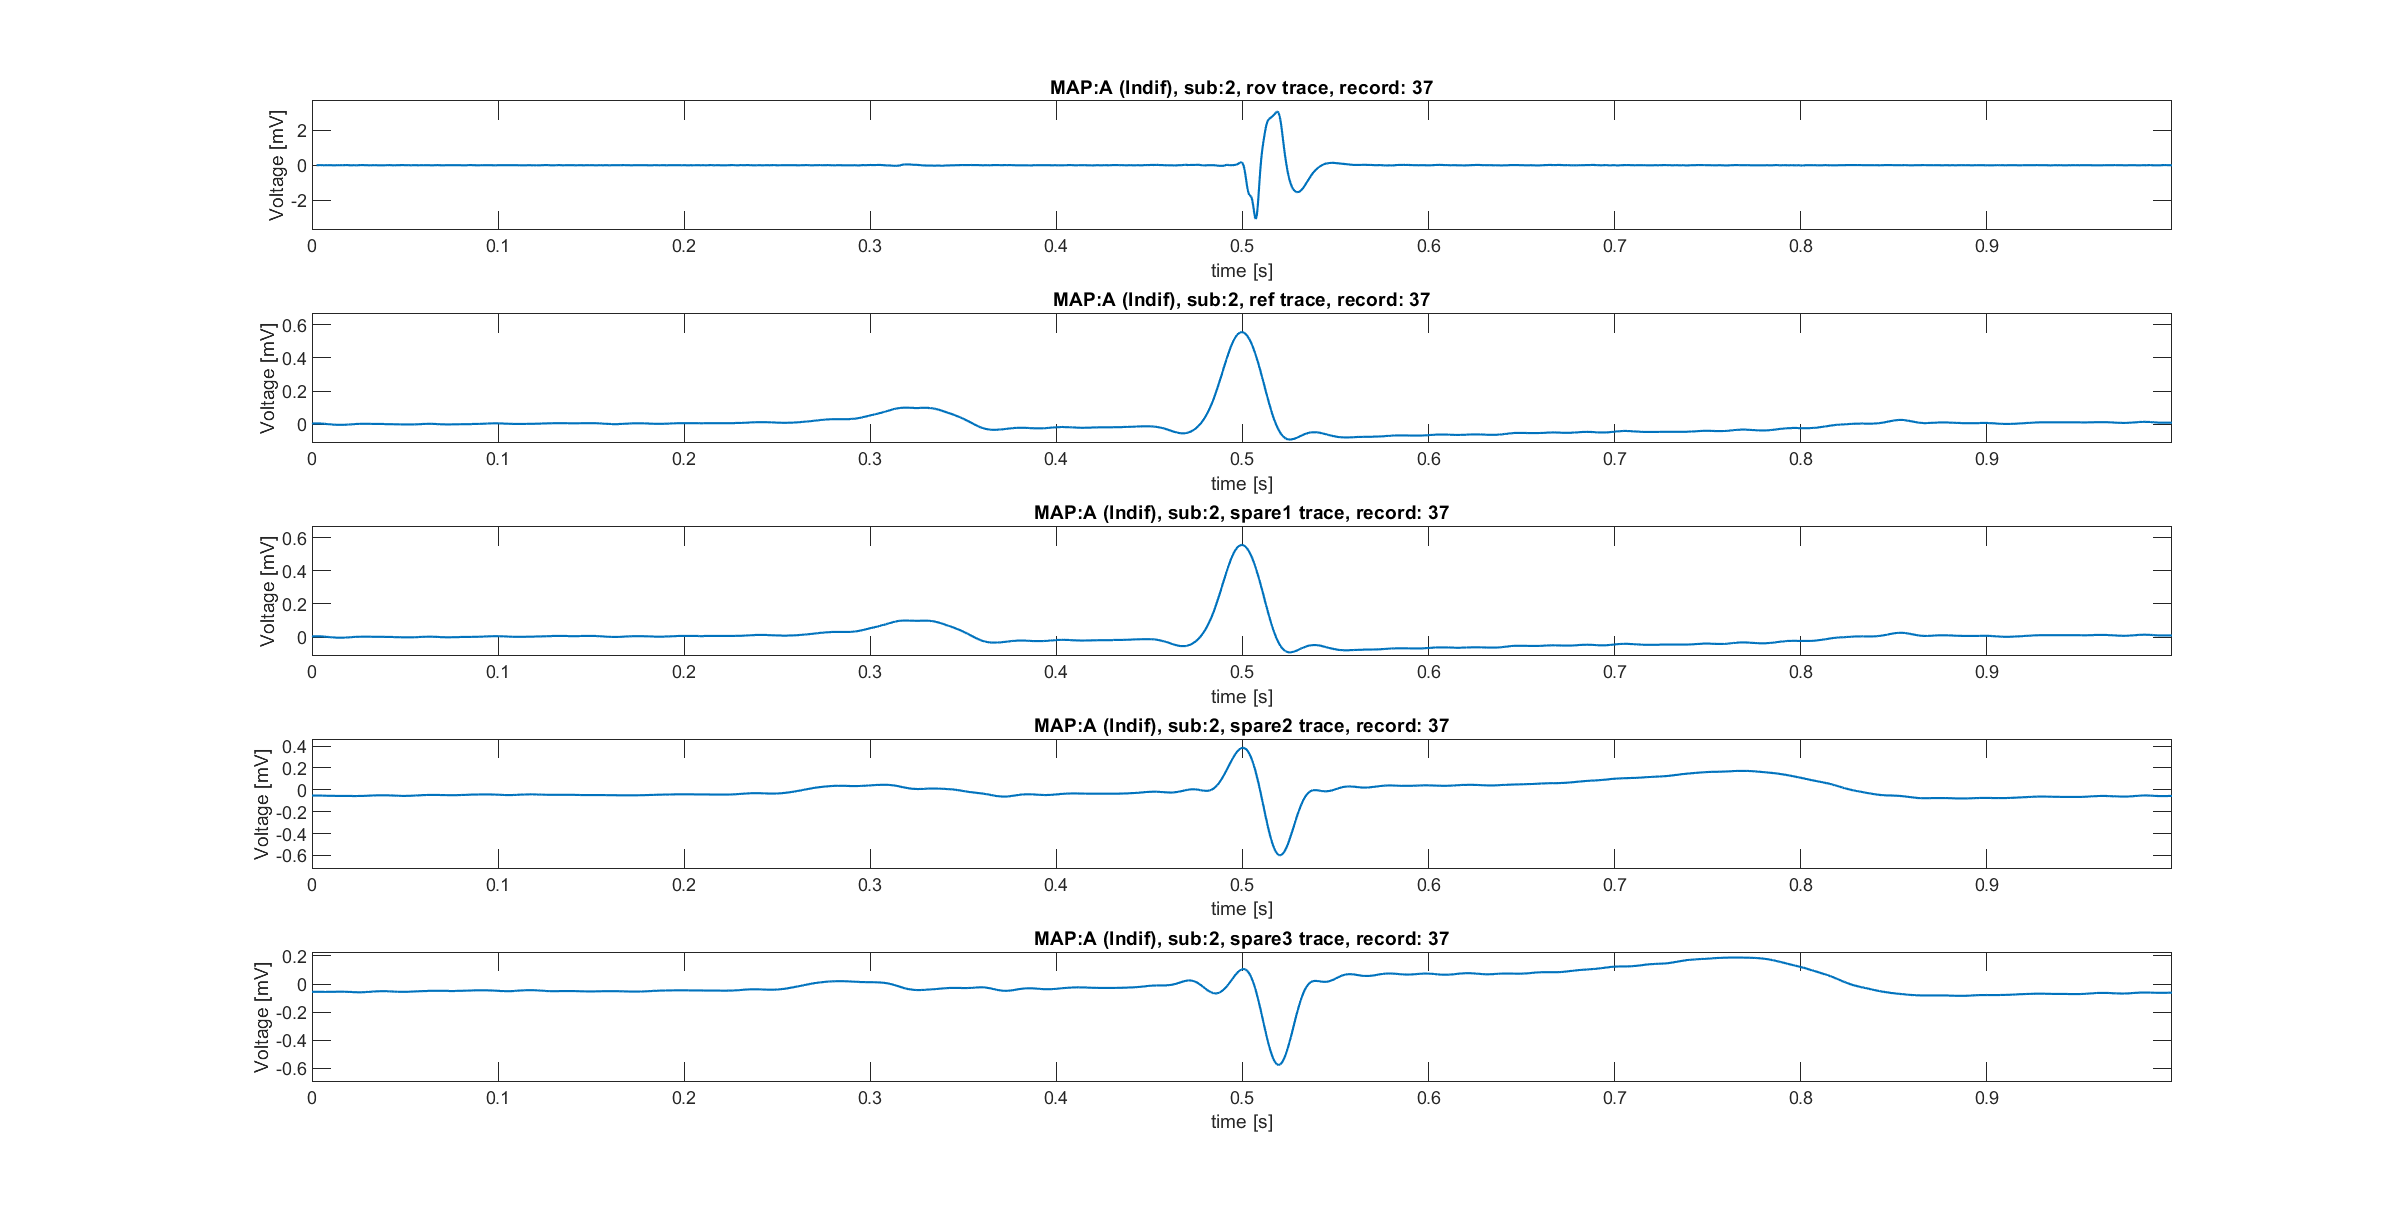 MAP:A (Indif), sub:2, rov trace, record: 37
Voltage [mV]
2
0
-2
0 0.1 0.2 0.3 0.4 0.5 0.6 0.7 0.8 0.9
time [s]
MAP:A (Indif), sub:2, ref trace, record: 37
Voltage [mV]
0.6
0.4
0.2
0
0 0.1 0.2 0.3 0.4 0.5 0.6 0.7 0.8 0.9
time [s]
MAP:A (Indif), sub:2, spare1 trace, record: 37
Voltage [mV]
0.6
0.4
0.2
0
0 0.1 0.2 0.3 0.4 0.5 0.6 0.7 0.8 0.9
time [s]
MAP:A (Indif), sub:2, spare2 trace, record: 37
Voltage [mV]
0.4
0.2
0
-0.2
-0.4
-0.6
0 0.1 0.2 0.3 0.4 0.5 0.6 0.7 0.8 0.9
time [s]
MAP:A (Indif), sub:2, spare3 trace, record: 37
Voltage [mV]
0.2
0
-0.2
-0.4
-0.6
0 0.1 0.2 0.3 0.4 0.5 0.6 0.7 0.8 0.9
time [s]